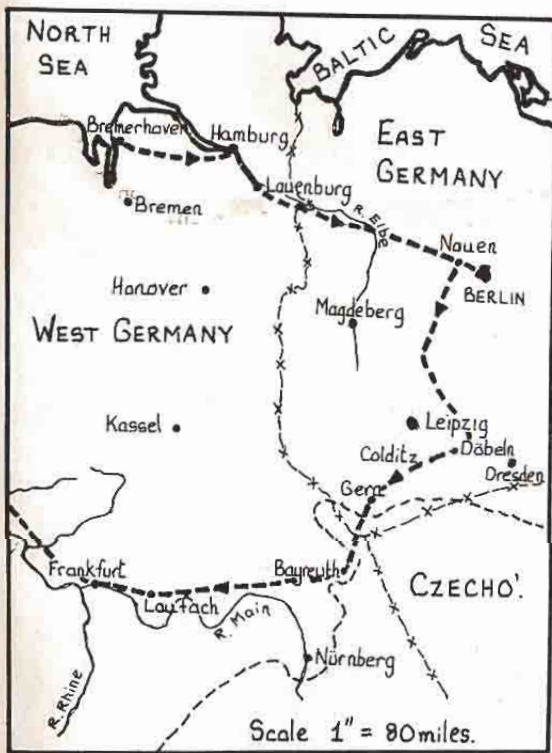 NORTH
SEA
BALTIC SEA
EAST
GERMANY
Bremerhaven
Hamburg
Lauenburg
R. Elbe
Bremen
Nauen
BERLIN
Hanover
Magdeberg
WEST GERMANY
Kassel
Leipzig
Colditz
Döbeln
Dresden
Gera
Frankfurt
Bayreuth
CZECHO'.
Laufach
R. Main
Nürnberg
R. Rhine
Scale 1" = 80 miles.